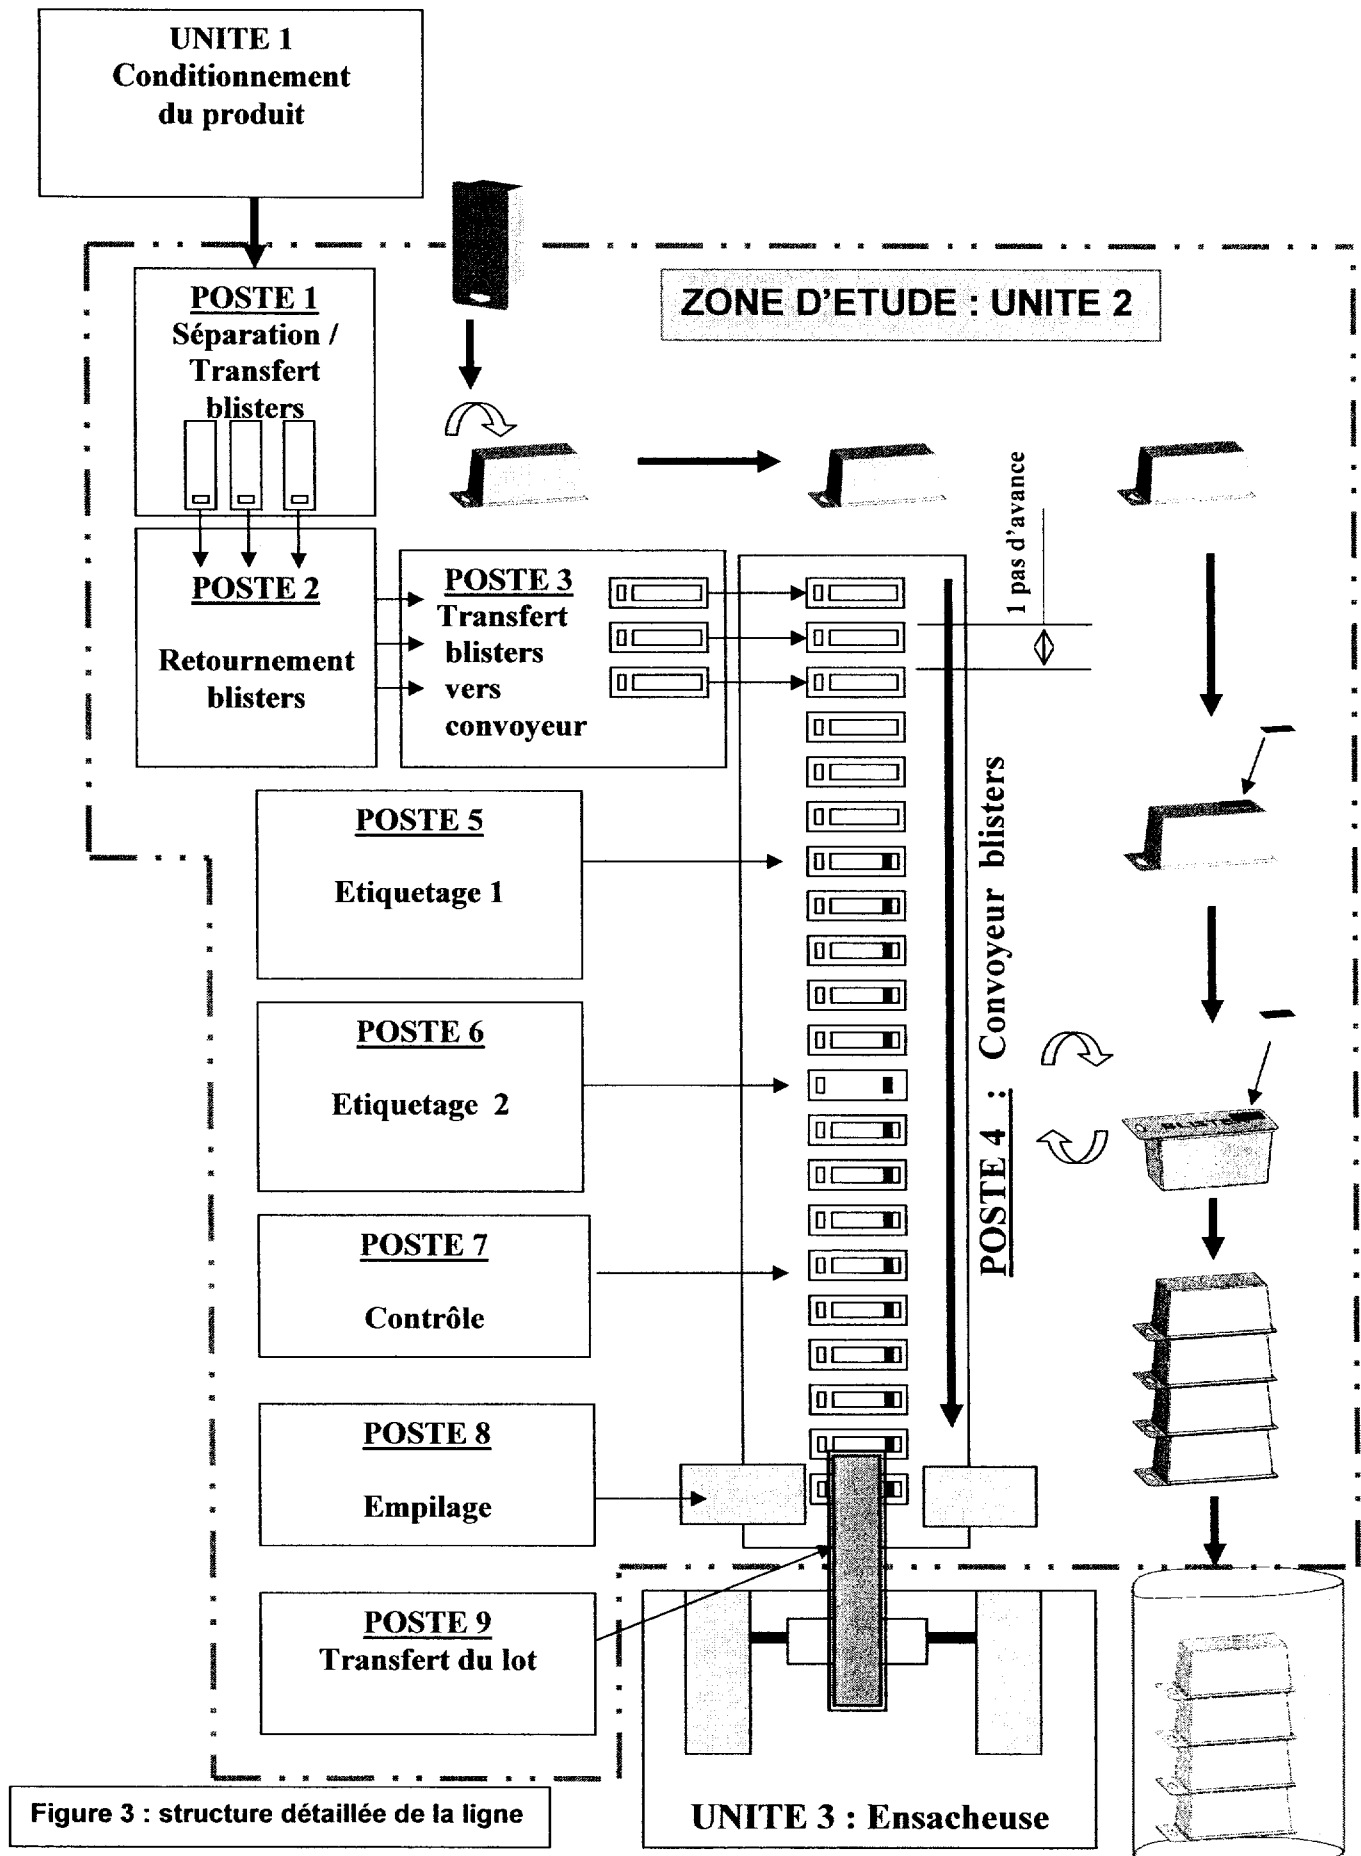 UNITE 1
Conditionnement
du produit
ZONE D'ETUDE : UNITE 2
POSTE 1
Séparation /
Transfert
blisters
POSTE 2
Retournement
blisters
POSTE 3
Transfert
blisters
vers
convoyeur
1 pas d'avance
POSTE 5
Etiquetage 1
POSTE 4 : Convoyeur blisters
POSTE 6
Etiquetage 2
POSTE 7
Contrôle
POSTE 8
Empilage
POSTE 9
Transfert du lot
UNITE 3 : Ensacheuse
Figure 3 : structure détaillée de la ligne